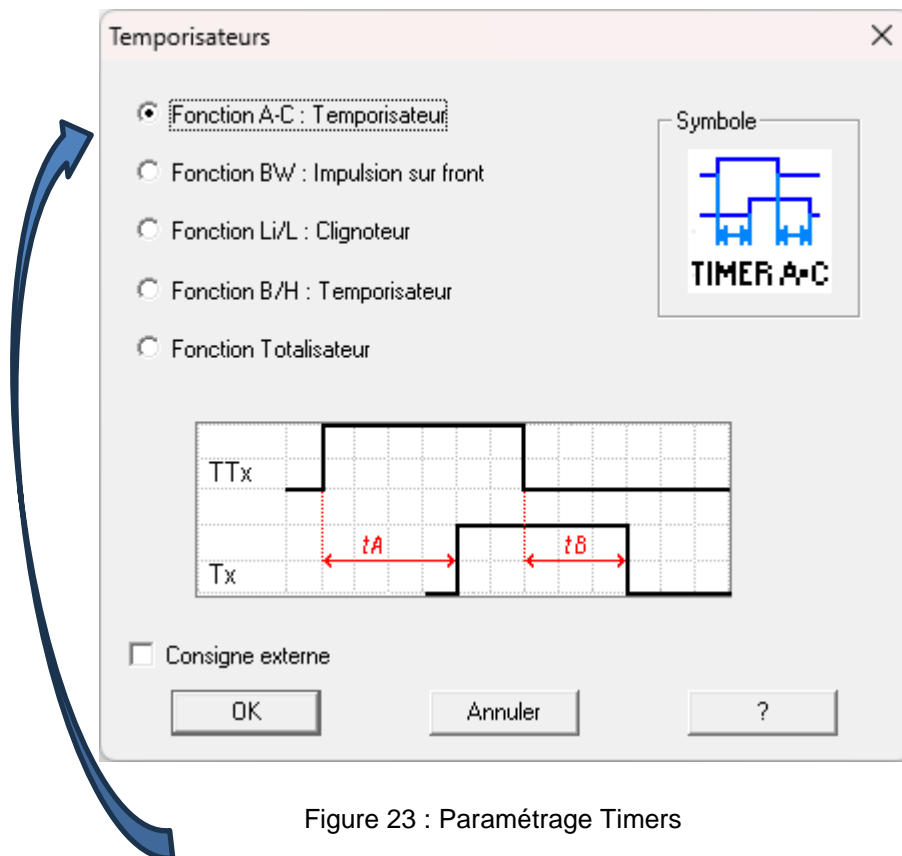 Temporisateurs
Fonction A-C : Temporisateur
Symbole
Fonction BW : Impulsion sur front
Fonction Li/L : Clignoteur
TIMER A•C
Fonction B/H : Temporisateur
Fonction Totalisateur
TTx
tA
tB
Tx
Consigne externe
OK
Annuler
?
Figure 23 : Paramétrage Timers